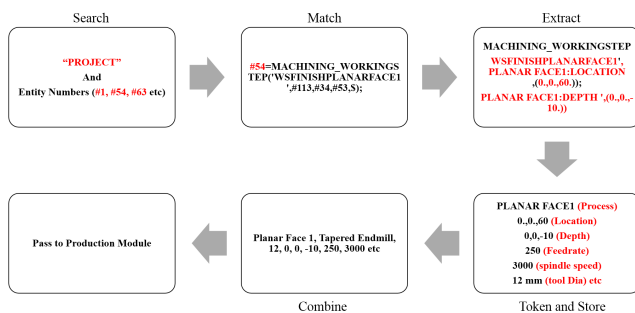 Search
Match
Extract
“PROJECT”
And
Entity Numbers (#1, #54, #63 etc)
#54=MACHINING_WORKINGS
TEP('WSFINISHPLANARFACE1
',#113,#34,#53,$);
MACHINING_WORKINGSTEP
WSFINISHPLANARFACE1',
PLANAR FACE1:LOCATION
,(0.,0.,60.));
PLANAR FACE1:DEPTH ',(0.,0.,-
10.))
Pass to Production Module
Planar Face 1, Tapered Endmill,
12, 0, 0, -10, 250, 3000 etc
PLANAR FACE1 (Process)
0.,0.,60 (Location)
0,0,-10 (Depth)
250 (Feedrate)
3000 (spindle speed)
12 mm (tool Dia) etc
Combine
Token and Store